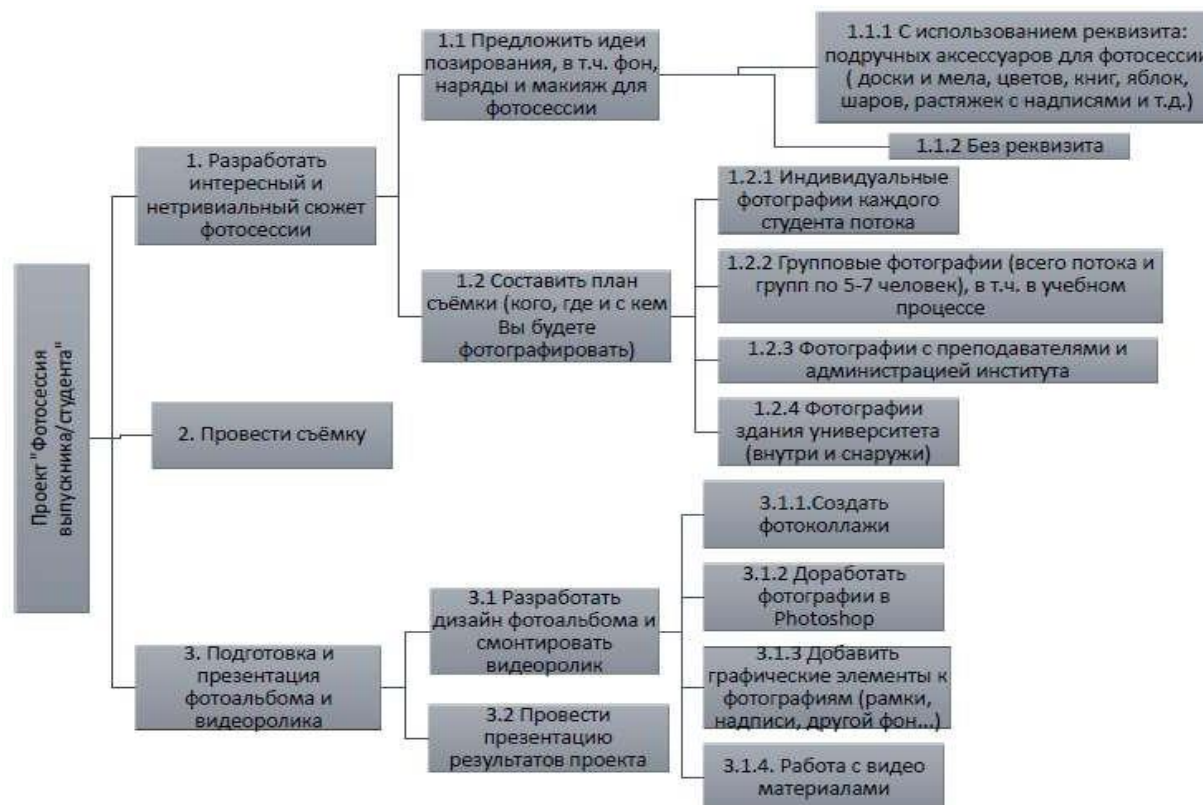 Проект "Фотосессия
выпускника/студента"
1. Разработать
интересный и
нетривиальный сюжет
фотосессии
1.1 Предложить идеи
позирования, в т.ч. фон,
наряды и макияж для
фотосессии
1.1.1 С использованием реквизита:
подручных аксессуаров для фотосессии
( доски и мела, цветов, книг, яблок,
шаров, растяжек с надписями и т.д.)
1.1.2 Без реквизита
1.2 Составить план
съёмки (кого, где и с кем
Вы будете
фотографировать)
1.2.1 Индивидуальные
фотографии каждого
студента потока
1.2.2 Групповые фотографии (всего потока и
групп по 5-7 человек), в т.ч. в учебном
процессе
1.2.3 Фотографии с преподавателями и
администрацией института
1.2.4 Фотографии
здания университета
(внутри и снаружи)
2. Провести съёмку
3. Подготовка и
презентация
фотоальбома и
видеоролика
3.1 Разработать
дизайн фотоальбома и
смонтировать
видеоролик
3.1.1.Создать
фотоколлажи
3.1.2 Доработать
фотографии в
Photoshop
3.1.3 Добавить
графические элементы к
фотографиям (рамки,
надписи, другой фон...)
3.1.4. Работа с видео
материалами
3.2 Провести
презентацию
результатов проекта